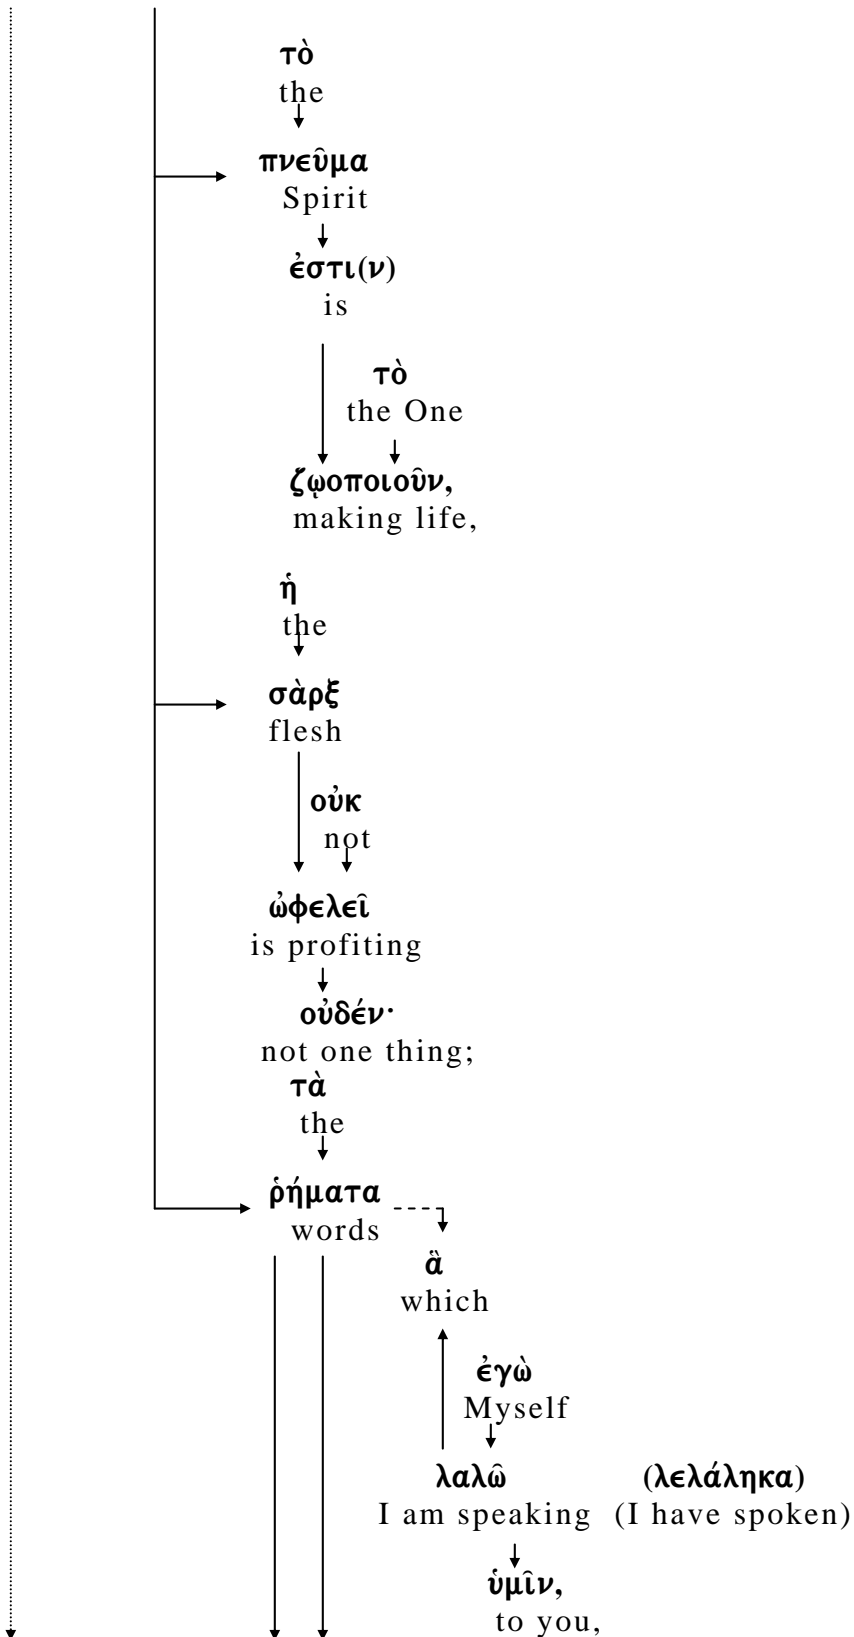 τὸ
the
πνεῦμα
Spirit
ἐστι(ν)
is
τὸ
the One
ζῳοποιοῦν,
making life,
ἡ
the
σὰρξ
flesh
οὐκ
not
ὠφελεῖ
is profiting
οὐδέν·
not one thing;
τὰ
the
ῥήματα
words
ἃ
which
ἐγὼ
Myself
λαλῶ (λελάληκα)
I am speaking (I have spoken)
ὑμῖν,
to you,